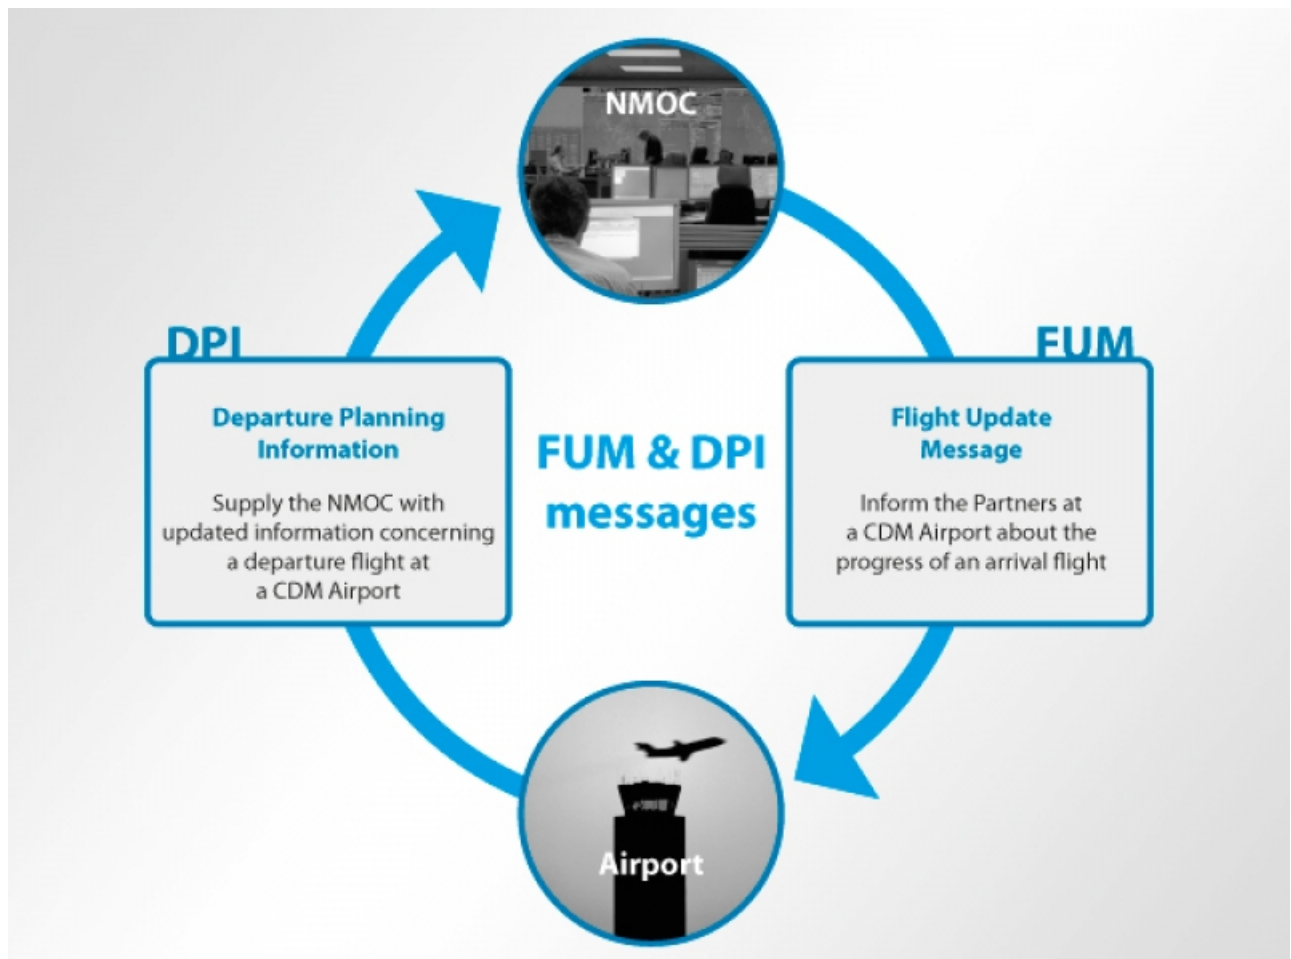 NMOC
DPI
Departure Planning
Information
Supply the NMOC with
updated information concerning
a departure flight at
a CDM Airport
FUM & DPI
messages
FUM
Flight Update
Message
Inform the Partners at
a CDM Airport about the
progress of an arrival flight
Airport